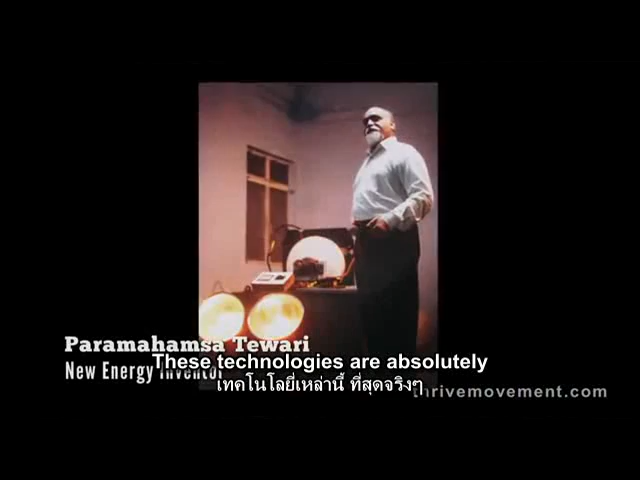 Paramahamsa Tewari
New Energy Inventor
These technologies are absolutely
เทคโนโลยี่เหล่านี้ ที่สุดจริงๆ
thrivemovement.com